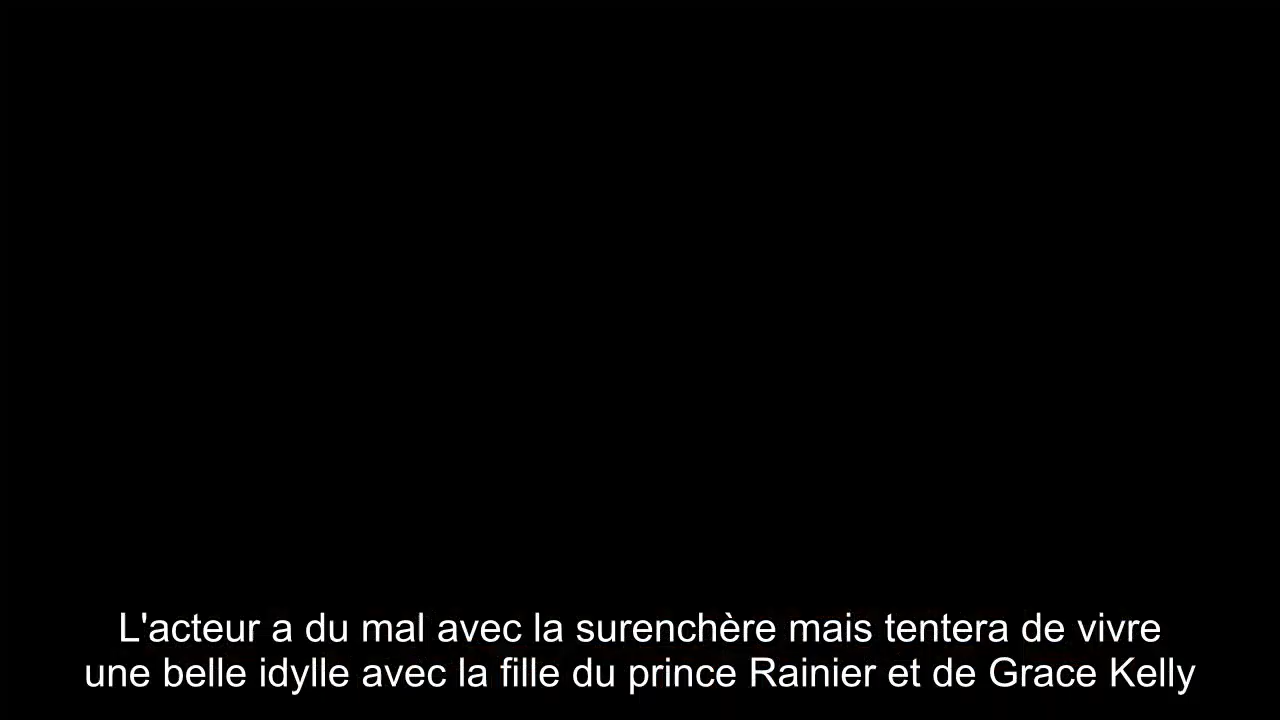 L'acteur a du mal avec la surenchère mais tentera de vivre
une belle idylle avec la fille du prince Rainier et de Grace Kelly